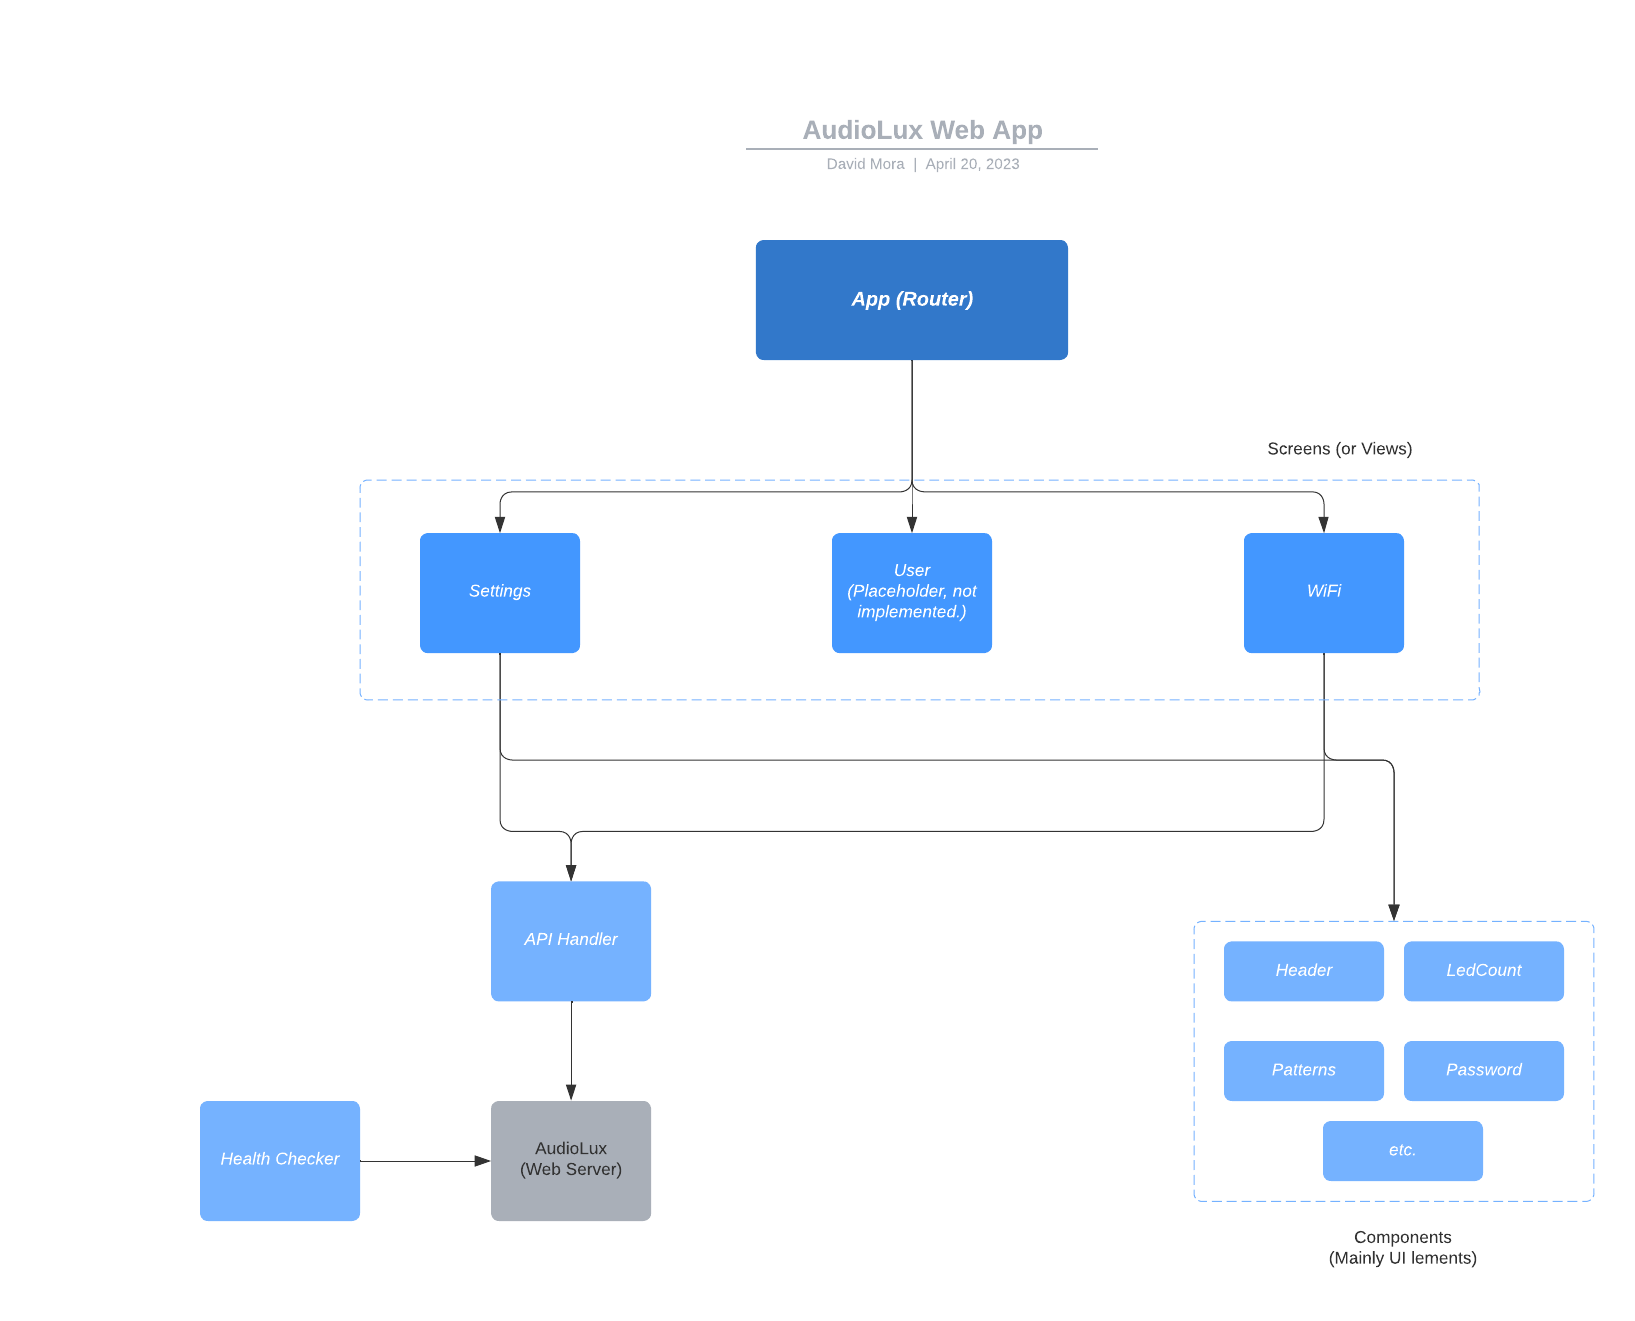 AudioLux Web App
David Mora | April 20, 2023
App (Router)
Screens (or Views)
Settings
User
(Placeholder, not
implemented.)
WiFi
API Handler
Header
LedCount
Patterns
Password
etc.
Health Checker
AudioLux
(Web Server)
Components
(Mainly UI lements)